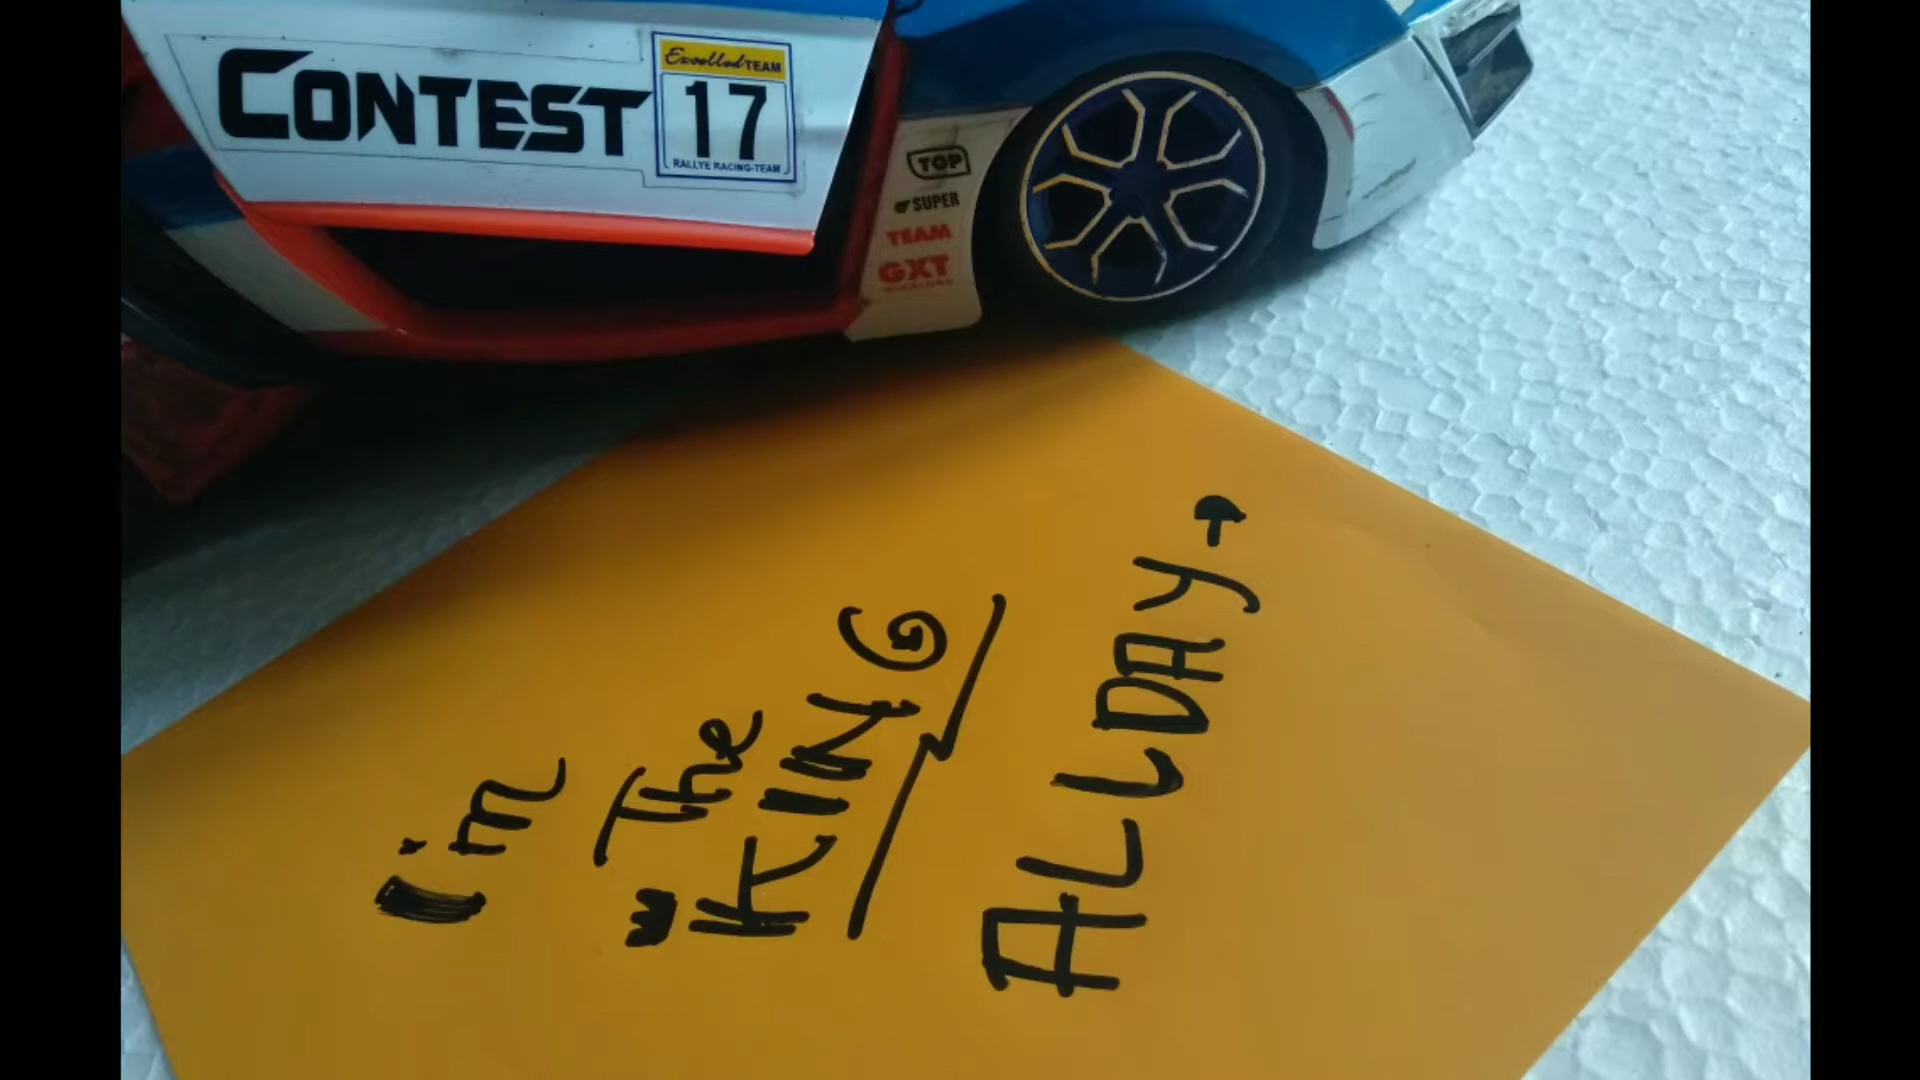 CONTEST
Excelled TEAM
17
RALLYE RACING-TEAM
TOP
SUPER
TEAM
GXT
I'm
The
"KING
ALLDAY